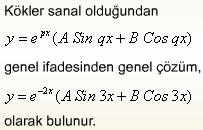 Kökler sanal olduğundan
y = e^{px}(A Sin qx + B Cos qx)
genel ifadesinden genel çözüm,
y = e^{-2x}(A Sin 3x + B Cos 3x)
olarak bulunur.